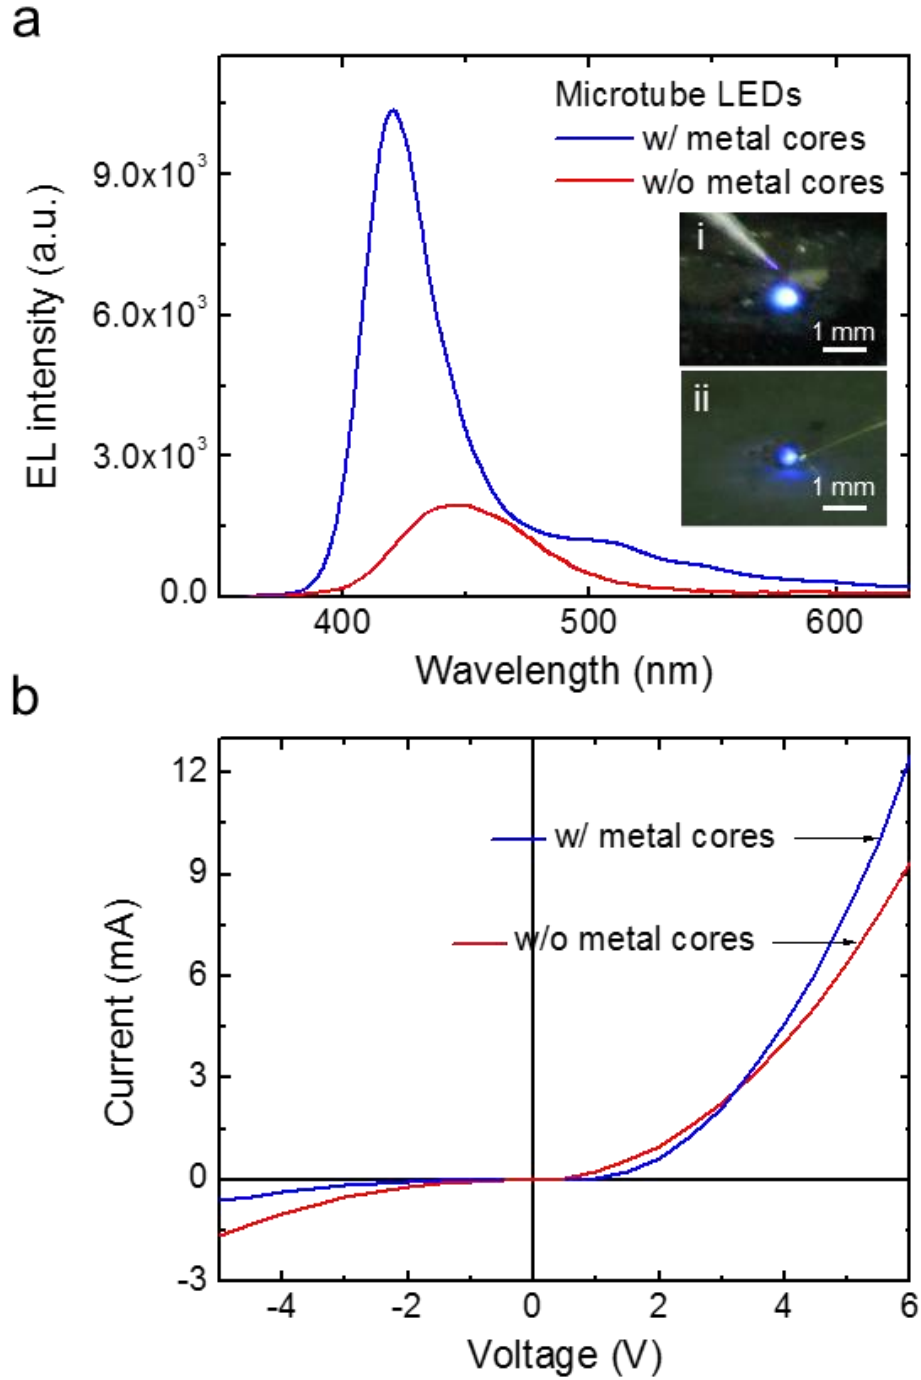 a
Microtube LEDs
w/ metal cores
w/o metal cores
9.0x10³
6.0x10³
3.0x10³
0.0
EL intensity (a.u.)
i
1 mm
ii
1 mm
400 500 600
Wavelength (nm)
b
12
9
6
3
0
-3
Current (mA)
w/ metal cores
w/o metal cores
-4 -2 0 2 4 6
Voltage (V)